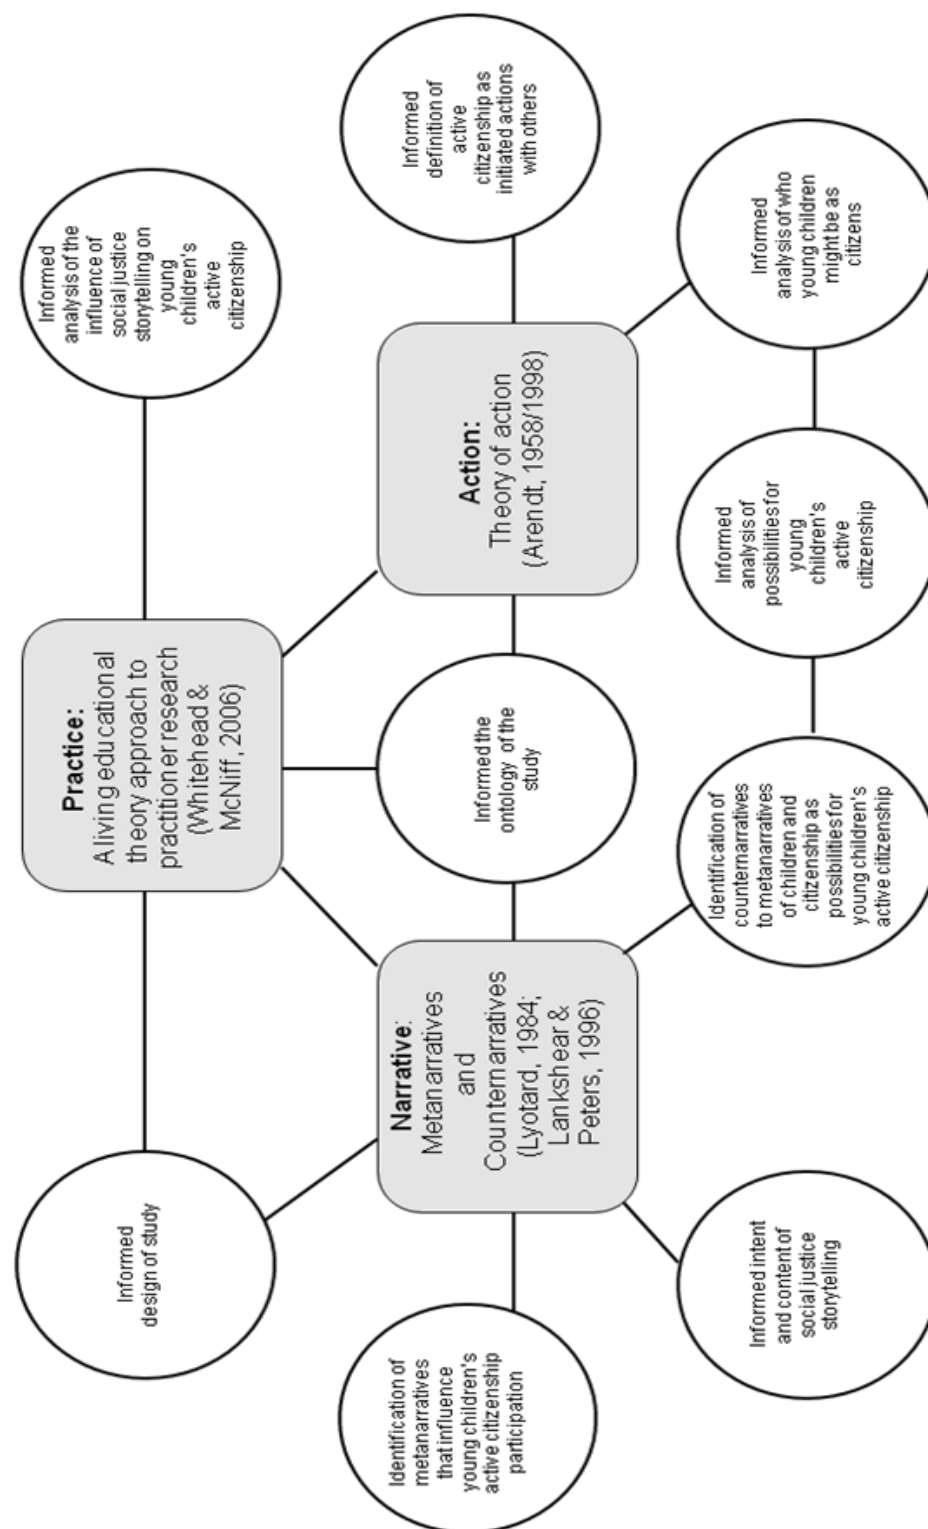 Informed
design of study
Practice:
A living educational
theory approach to
practitioner research
(Whitehead &
McNiff, 2006)
Informed
analysis of the
influence of
social justice
storytelling on
young
children's
active
citizenship
Identification of
metanarratives
that influence
young children's
active citizenship
participation
Narrative:
Metanarratives
and
Counternarratives
(Lyotard, 1984;
Lankshear &
Peters, 1996)
Informed the
ontology of the
study
Action:
Theory of action
(Arendt, 1958/1998)
Informed
definition of
active
citizenship as
initiated actions
with others
Informed intent
and content of
social justice
storytelling
Identification of
counternarratives
to metanarratives
of children and
citizenship as
possibilities for
young children's
active citizenship
Informed
analysis of
possibilities for
young
children's
active
citizenship
Informed
analysis of who
young children
might be as
citizens